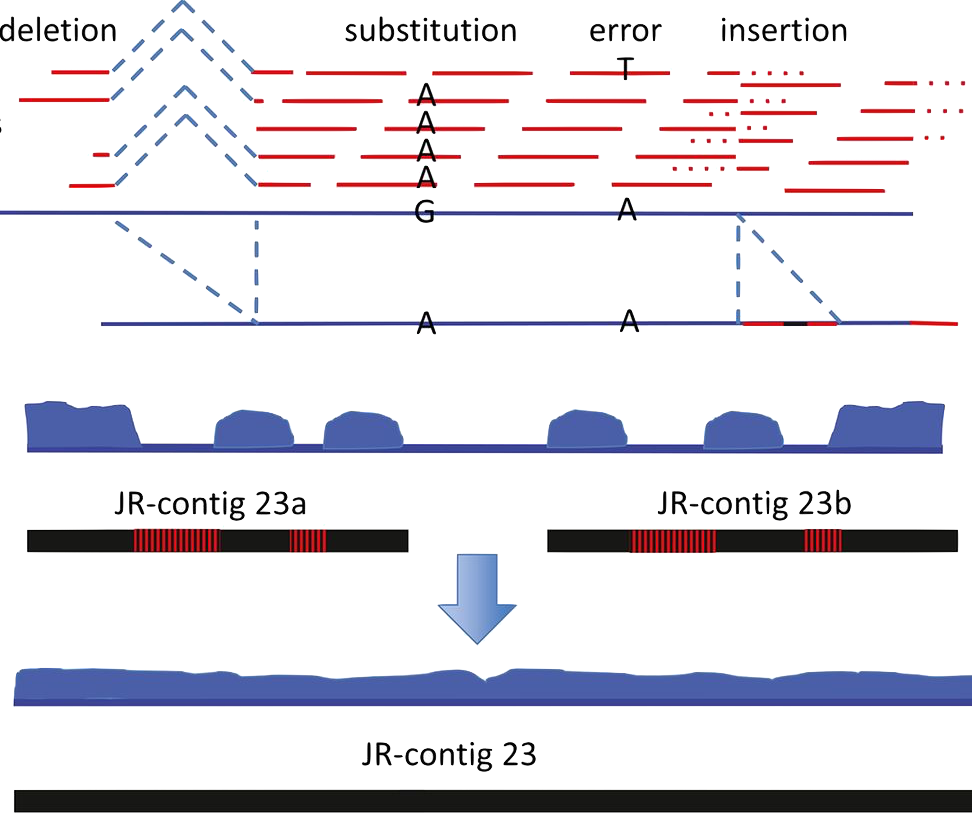 deletion substitution error insertion
T
A
A
A
A
G A
A A
JR-contig 23a JR-contig 23b
JR-contig 23